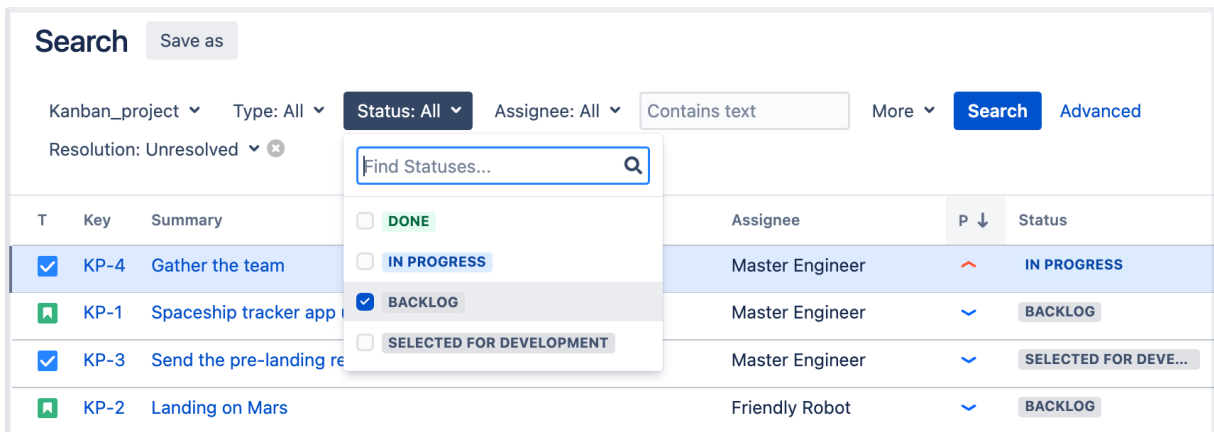 Search Save as
Kanban_project Type: All Status: All Assignee: All Contains text More Search Advanced
Resolution: Unresolved
Find Statuses...
DONE
IN PROGRESS
BACKLOG
SELECTED FOR DEVELOPMENT
T Key Summary Assignee P Status
KP-4 Gather the team Master Engineer IN PROGRESS
KP-1 Spaceship tracker app Master Engineer BACKLOG
KP-3 Send the pre-landing Master Engineer SELECTED FOR DEVE...
KP-2 Landing on Mars Friendly Robot BACKLOG